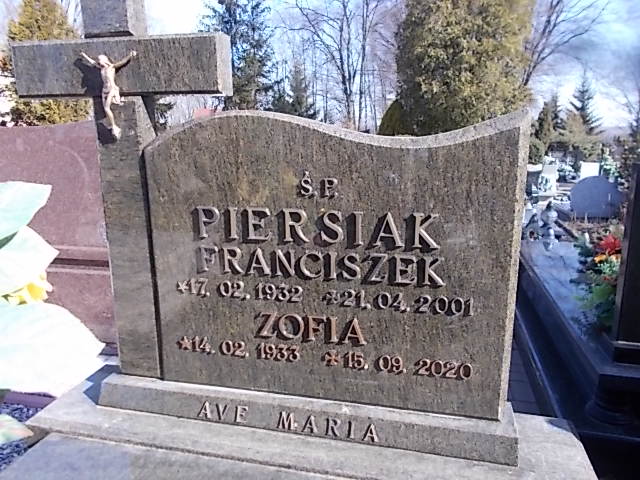 Ś.P.
PIERSIAK
FRANCISZEK
*17.02.1932 ✝21.04.2001
ZOFIA
*14.02.1933 ✝15.09.2020
AVE MARIA